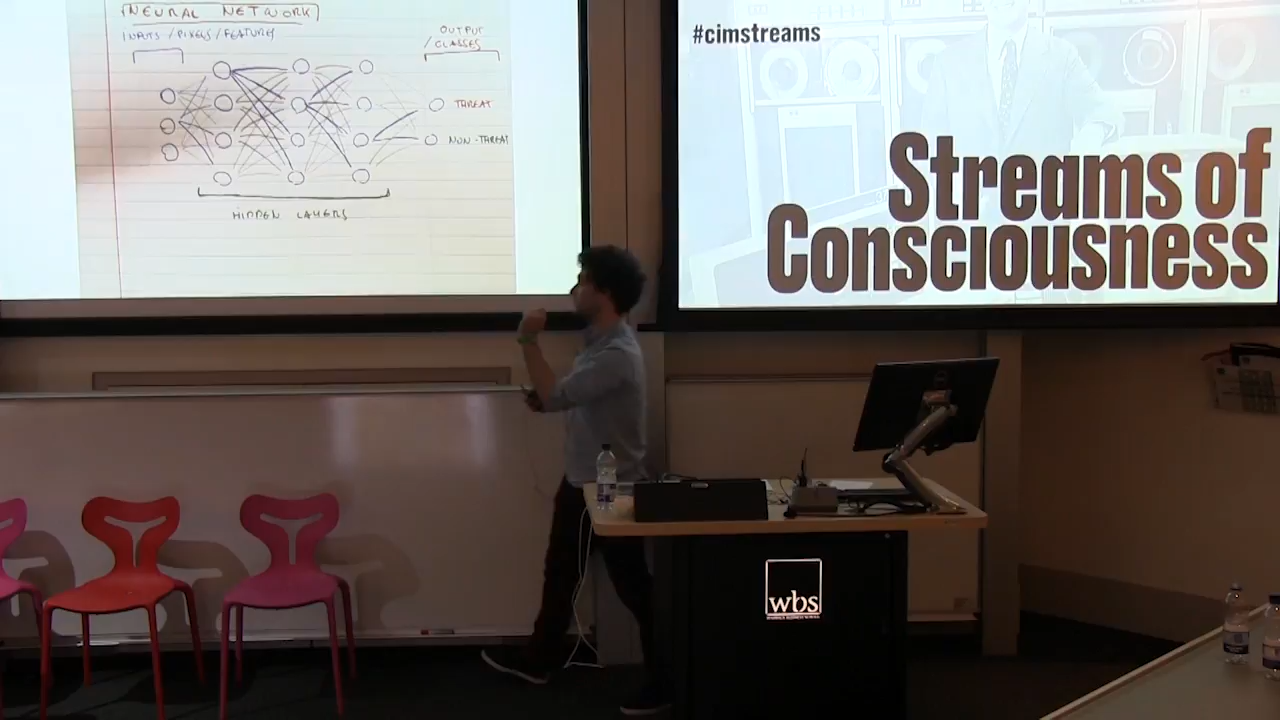 NEURAL NETWORK
INPUTS / PIXELS / FEATURES
OUTPUT
/ CLASSES
THREAT
NON-THREAT
HIDDEN LAYERS
#cimstreams
Streams of
Consciousness
wbs